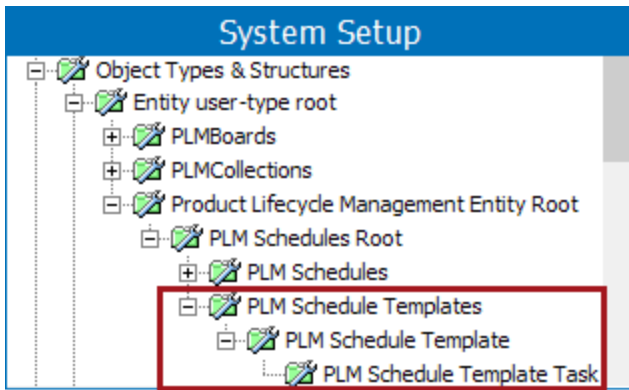 System Setup
Object Types & Structures
Entity user-type root
PLMBoards
PLMCollections
Product Lifecycle Management Entity Root
PLM Schedules Root
PLM Schedules
PLM Schedule Templates
PLM Schedule Template
PLM Schedule Template Task